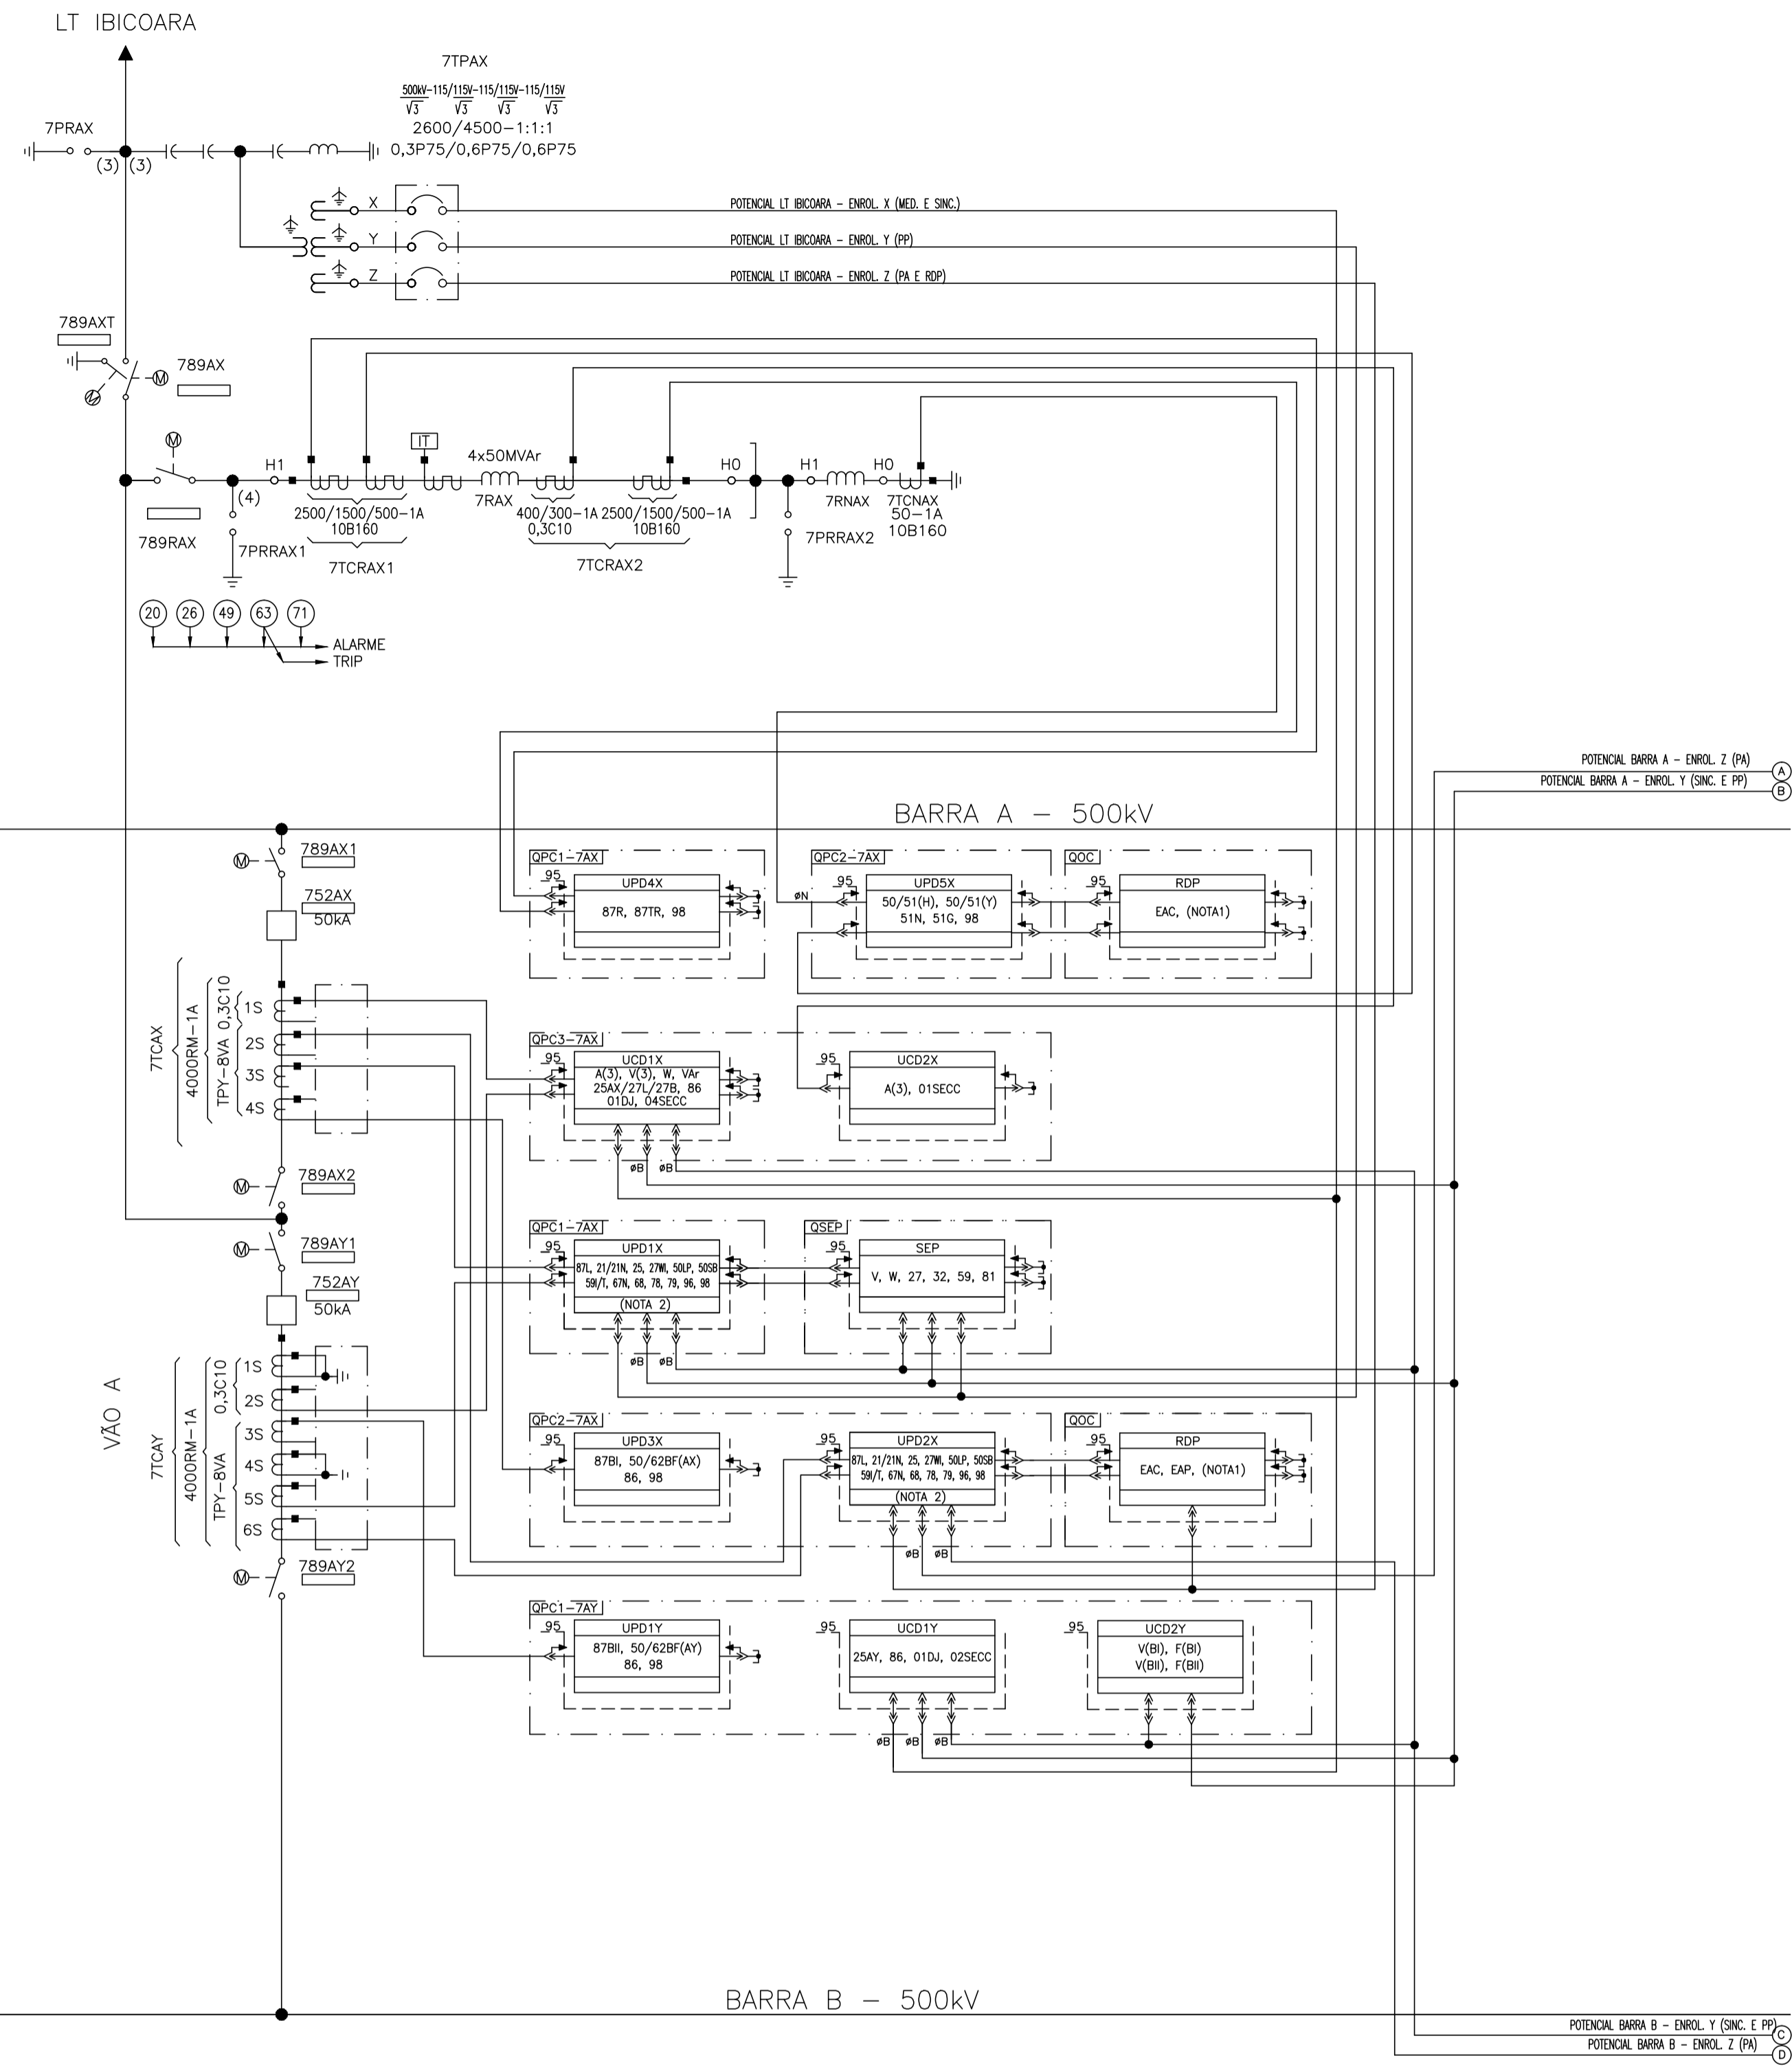 LT IBICOARA
7TPAX
500kV-115/115V-115/115V-115/115V
√3 √3 √3 √3
2600/4500-1:1:1
0,3P75/0,6P75/0,6P75
7PRAX
(3) (3)
X
POTENCIAL LT IBICOARA - ENROL. X (MED. E SINC.)
Y
POTENCIAL LT IBICOARA - ENROL. Y (PP)
Z
POTENCIAL LT IBICOARA - ENROL. Z (PA E RDP)
789AXT
789AX
M
M
M
IT
4x50MVAr
H1
H0
H1
H0
(4)
7RAX
7RNAX
7TCNAX
2500/1500/500-1A
10B160
400/300-1A
0,3C10
2500/1500/500-1A
10B160
50-1A
10B160
789RAX
7PRRAX1
7TCRAX1
7TCRAX2
7PRRAX2
20 26 49 63 71
ALARME
TRIP
POTENCIAL BARRA A - ENROL. Z (PA)
A
POTENCIAL BARRA A - ENROL. Y (SINC. E PP)
B
BARRA A - 500kV
789AX1
M
752AX
50kA
QPC1-7AX
95
UPD4X
87R, 87TR, 98
QPC2-7AX
øN
95
UPD5X
50/51(H), 50/51(Y)
51N, 51G, 98
QOC
95
RDP
EAC, (NOTA1)
7TCAX
4000RM-1A
TPY-8VA 0,3C10
1S
2S
3S
4S
QPC3-7AX
95
UCD1X
A(3), V(3), W, VAr
25AX/27L/27B, 86
01DJ, 04SECC
øB øB
95
UCD2X
A(3), 01SECC
789AX2
M
789AY1
M
752AY
50kA
QPC1-7AX
95
UPD1X
87L, 21/21N, 25, 27WI, 50LP, 50SB
59I/T, 67N, 68, 78, 79, 96, 98
(NOTA 2)
øB øB
QSEP
95
SEP
V, W, 27, 32, 59, 81
VÃO A
7TCAY
4000RM-1A
0,3C10
TPY-8VA
1S
2S
3S
4S
5S
6S
QPC2-7AX
95
UPD3X
87BI, 50/62BF(AX)
86, 98
95
UPD2X
87L, 21/21N, 25, 27WI, 50LP, 50SB
59I/T, 67N, 68, 78, 79, 96, 98
(NOTA 2)
øB øB
QOC
95
RDP
EAC, EAP, (NOTA1)
789AY2
M
QPC1-7AY
95
UPD1Y
87BII, 50/62BF(AY)
86, 98
95
UCD1Y
25AY, 86, 01DJ, 02SECC
øB øB øB
95
UCD2Y
V(BI), F(BI)
V(BII), F(BII)
BARRA B - 500kV
POTENCIAL BARRA B - ENROL. Y (SINC. E PP)
C
POTENCIAL BARRA B - ENROL. Z (PA)
D